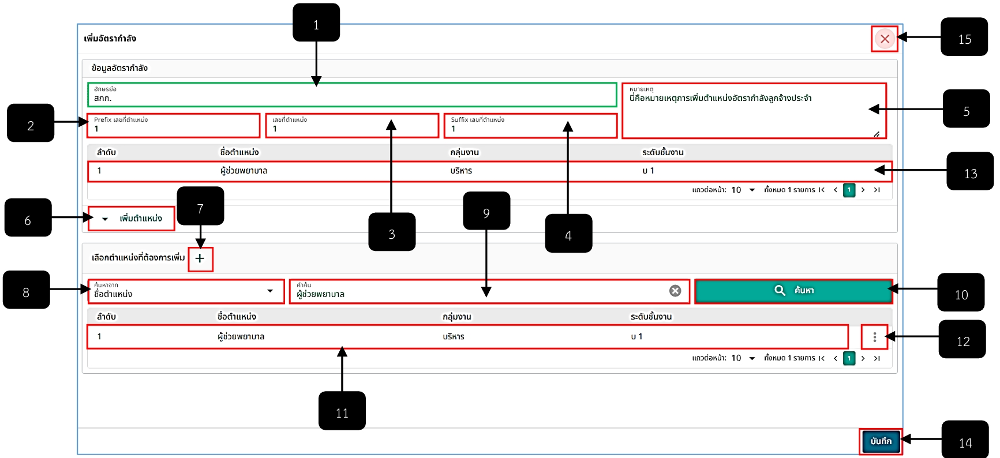 1
เพิ่มอัตรากำลัง
15
ข้อมูลอัตรากำลัง
อักษรย่อ
สกก.
หมายเหตุ
นี่คือหมายเหตุการเพิ่มตำแหน่งอัตรากำลังลูกจ้างประจำ
5
2
Prefix เลขที่ตำแหน่ง
1
เลขที่ตำแหน่ง
1
Suffix เลขที่ตำแหน่ง
1
ลำดับ ชื่อตำแหน่ง กลุ่มงาน ระดับชั้นงาน
1 ผู้ช่วยพยาบาล บริหาร บ 1
13
แถวต่อหน้า: 10 ทั้งหมด 1 รายการ 1
6
เพิ่มตำแหน่ง
7
9
3
4
เลือกตำแหน่งที่ต้องการเพิ่ม
8
ค้นหาจาก
ชื่อตำแหน่ง
คำค้น
ผู้ช่วยพยาบาล
ค้นหา
10
ลำดับ ชื่อตำแหน่ง กลุ่มงาน ระดับชั้นงาน
1 ผู้ช่วยพยาบาล บริหาร บ 1
12
แถวต่อหน้า: 10 ทั้งหมด 1 รายการ 1
11
บันทึก
14